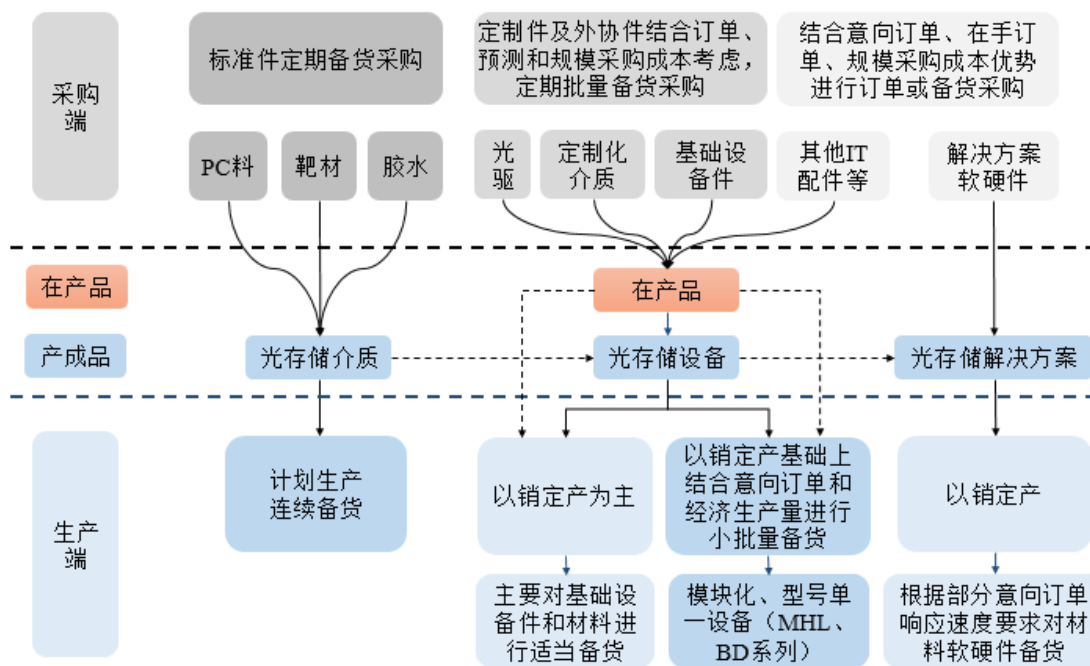 采购
端
标准件定期备货采购
定制件及外协件结合订单、
预测和规模采购成本考虑，
定期批量备货采购
结合意向订单、在手订
单、规模采购成本优势
进行订单或备货采购
PC料
靶材
胶水
光
驱
定制化
介质
基础设
备件
其他IT
配件等
解决方案
软硬件
在产品
在产品
产成品
光存储介质
光存储设备
光存储解决方案
生产
端
计划生产
连续备货
以销定产为主
以销定产基础上
结合意向订单和
经济生产量进行
小批量备货
以销定产
主要对基础设
备件和材料进
行适当备货
模块化、型号单
一设备（MHL、
BD系列）
根据部分意向订单
响应速度要求对材
料软硬件备货